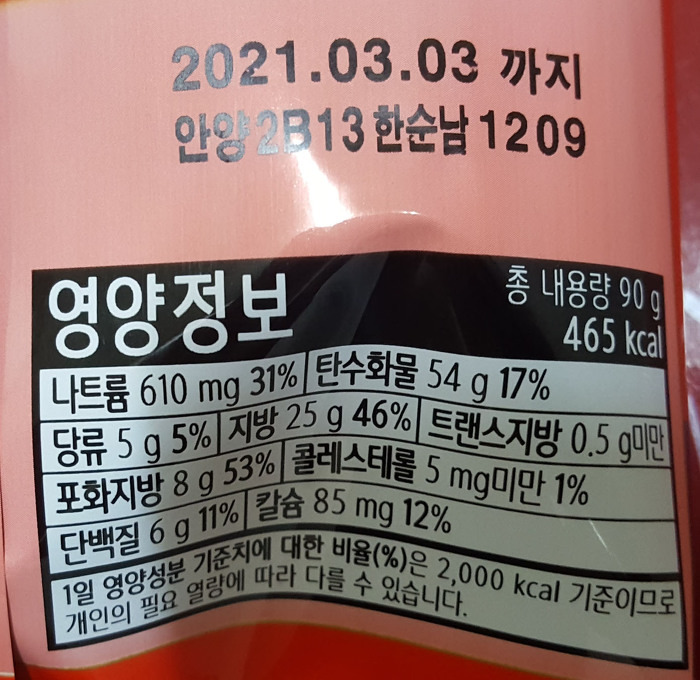 2021.03.03 까지
안양2B13한순남1209
영양정보
총 내용량 90 g
465 kcal
나트륨 610 mg 31% 탄수화물 54 g 17%
당류 5 g 5% 지방 25 g 46% 트랜스지방 0.5 g미만
포화지방 8 g 53% 콜레스테롤 5 mg미만 1%
단백질 6 g 11% 칼슘 85 mg 12%
1일 영양성분 기준치에 대한 비율(%)은 2,000 kcal 기준이므로
개인의 필요 열량에 따라 다를 수 있습니다.